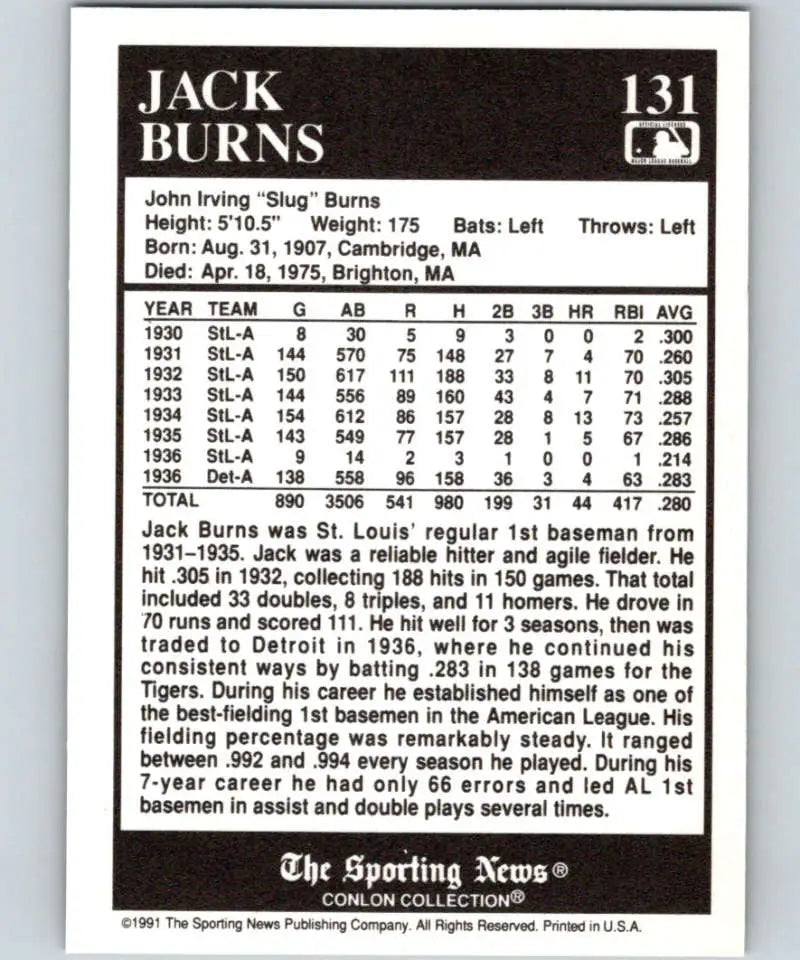 JACK
BURNS
131
OFFICIAL LICENSEE
MAJOR LEAGUE BASEBALL
John Irving "Slug" Burns
Height: 5'10.5" Weight: 175 Bats: Left Throws: Left
Born: Aug. 31, 1907, Cambridge, MA
Died: Apr. 18, 1975, Brighton, MA
YEAR TEAM G AB R H 2B 3B HR RBI AVG
1930 StL-A 8 30 5 9 3 0 0 2 .300
1931 StL-A 144 570 75 148 27 7 4 70 .260
1932 StL-A 150 617 111 188 33 8 11 70 .305
1933 StL-A 144 556 89 160 43 4 7 71 .288
1934 StL-A 154 612 86 157 28 8 13 73 .257
1935 StL-A 143 549 77 157 28 1 5 67 .286
1936 StL-A 9 14 2 3 1 0 0 1 .214
1936 Det-A 138 558 96 158 36 3 4 63 .283
TOTAL 890 3506 541 980 199 31 44 417 .280
Jack Burns was St. Louis' regular 1st baseman from
1931–1935. Jack was a reliable hitter and agile fielder. He
hit .305 in 1932, collecting 188 hits in 150 games. That total
included 33 doubles, 8 triples, and 11 homers. He drove in
70 runs and scored 111. He hit well for 3 seasons, then was
traded to Detroit in 1936, where he continued his
consistent ways by batting .283 in 138 games for the
Tigers. During his career he established himself as one of
the best-fielding 1st basemen in the American League. His
fielding percentage was remarkably steady. It ranged
between .992 and .994 every season he played. During his
7-year career he had only 66 errors and led AL 1st
basemen in assist and double plays several times.
The Sporting News®
CONLON COLLECTION®
©1991 The Sporting News Publishing Company. All Rights Reserved. Printed in U.S.A.